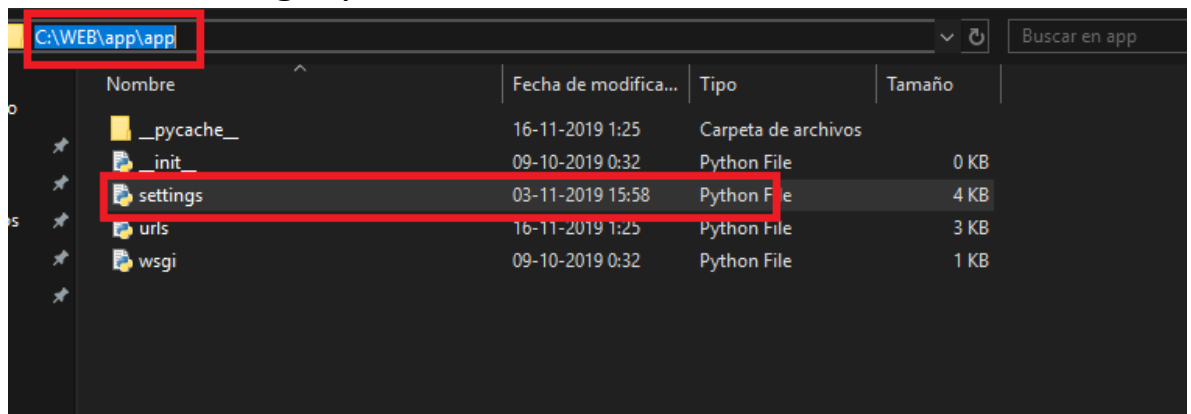 C:\WEB\app\app Buscar en app
Nombre Fecha de modifica... Tipo Tamaño
__pycache__ 16-11-2019 1:25 Carpeta de archivos
__init__ 09-10-2019 0:32 Python File 0 KB
settings 03-11-2019 15:58 Python File 4 KB
urls 16-11-2019 1:25 Python File 3 KB
wsgi 09-10-2019 0:32 Python File 1 KB